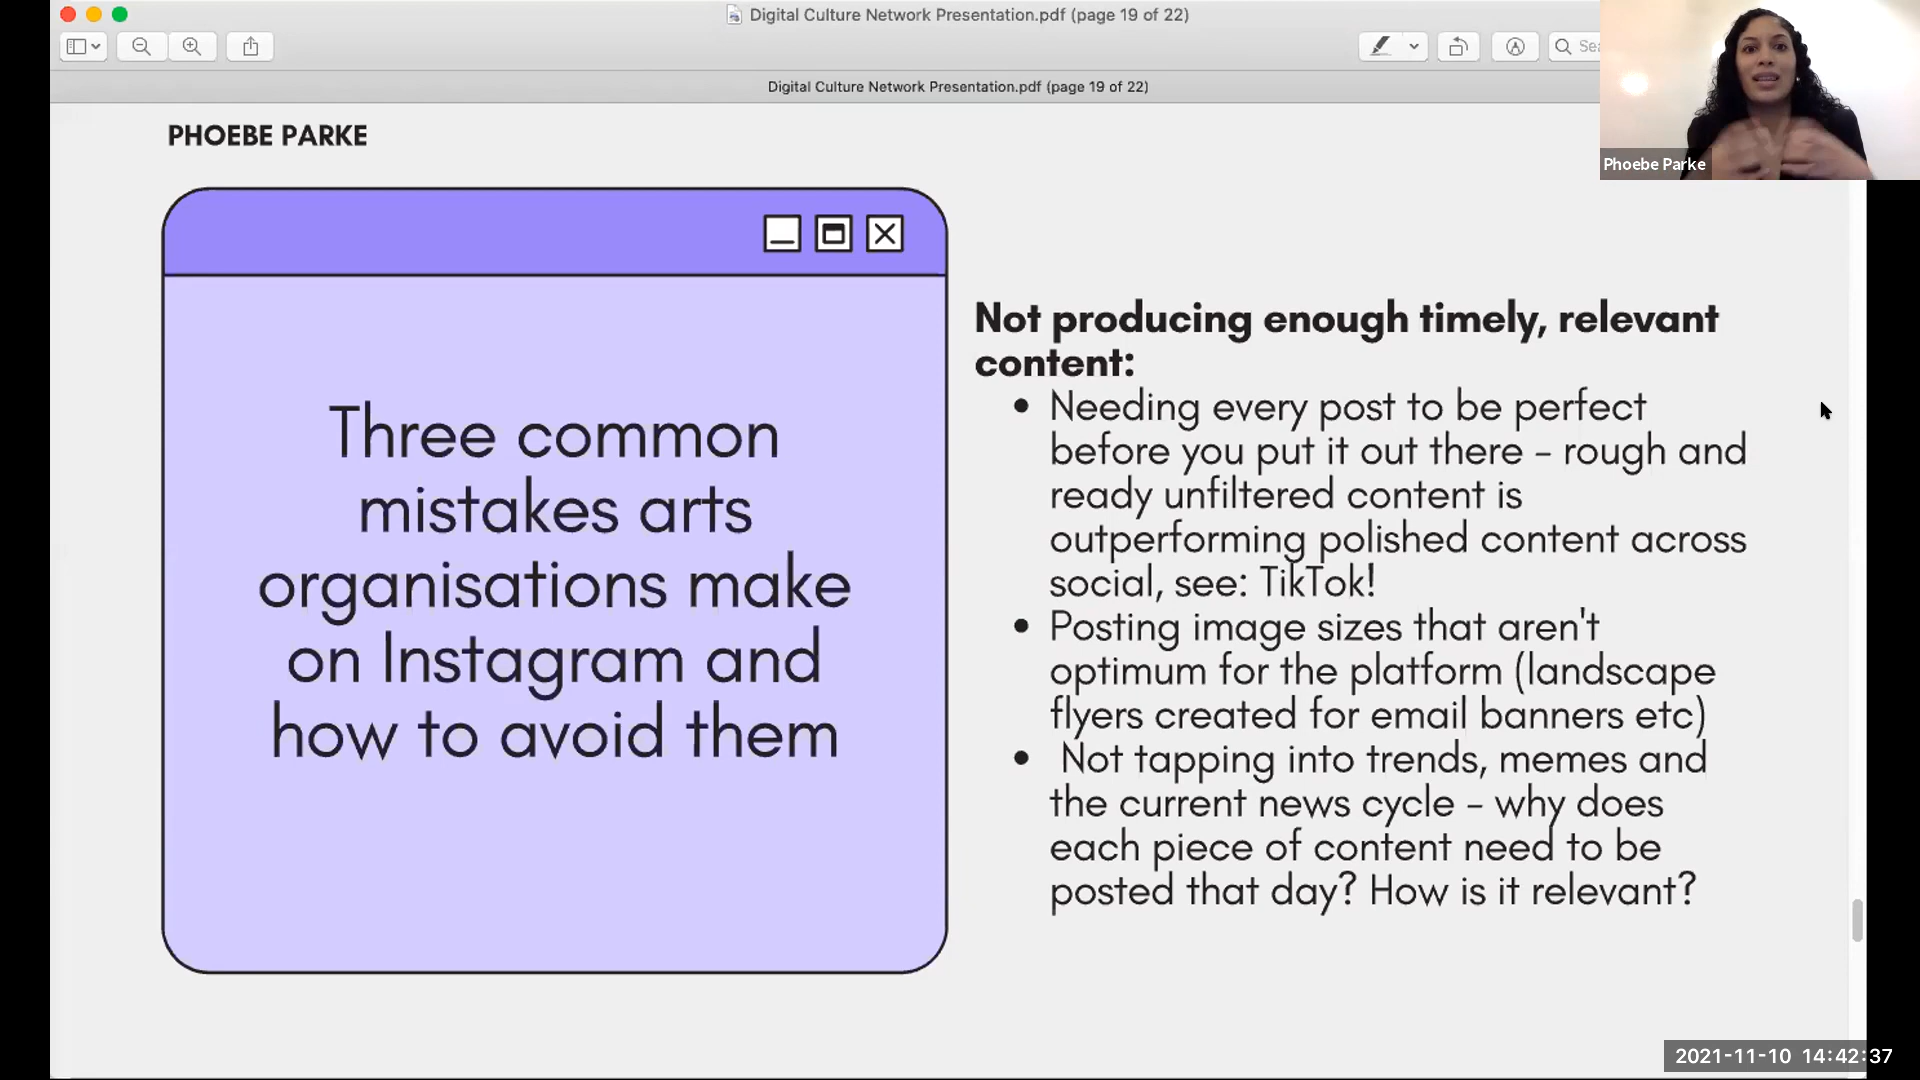 Digital Culture Network Presentation.pdf (page 19 of 22)
Digital Culture Network Presentation.pdf (page 19 of 22)
Phoebe Parke
PHOEBE PARKE
Three common
mistakes arts
organisations make
on Instagram and
how to avoid them
Not producing enough timely, relevant
content:
• Needing every post to be perfect
before you put it out there – rough and
ready unfiltered content is
outperforming polished content across
social, see: TikTok!
• Posting image sizes that aren't
optimum for the platform (landscape
flyers created for email banners etc)
• Not tapping into trends, memes and
the current news cycle – why does
each piece of content need to be
posted that day? How is it relevant?
2021-11-10 14:42:37